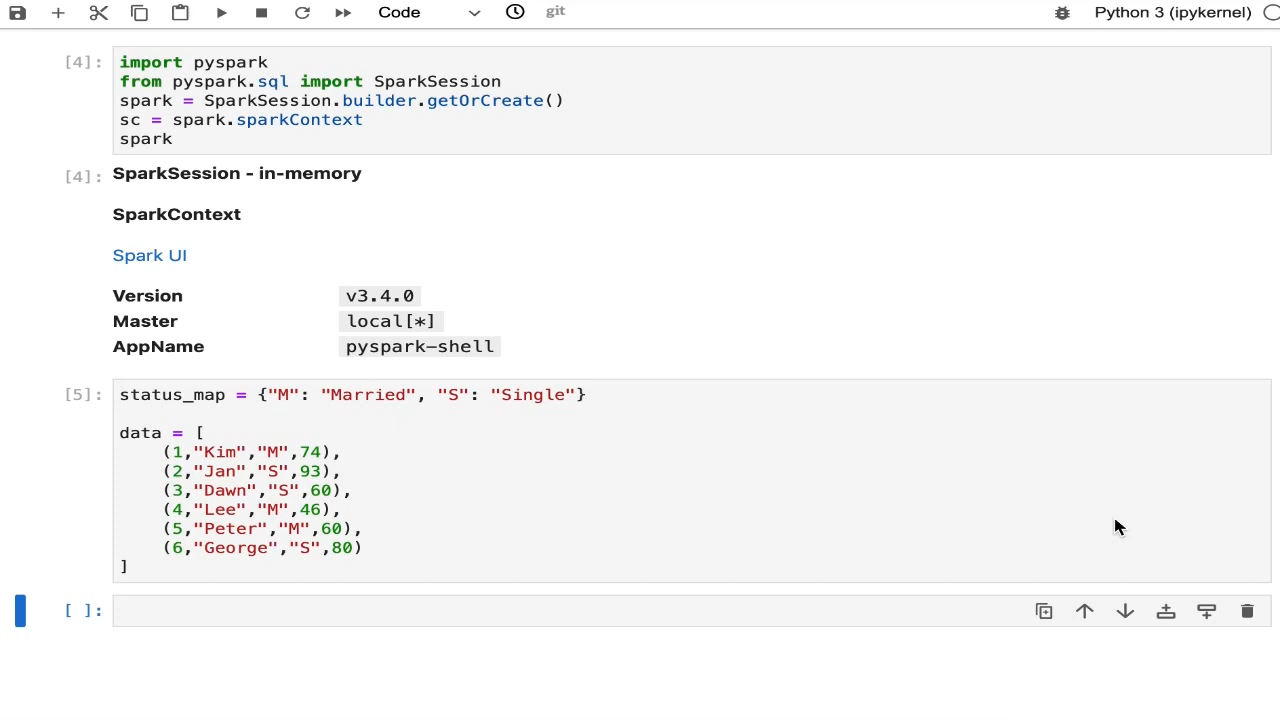 Code git Python 3 (ipykernel)
[4]: import pyspark
from pyspark.sql import SparkSession
spark = SparkSession.builder.getOrCreate()
sc = spark.sparkContext
spark
[4]: SparkSession - in-memory
SparkContext
Spark UI
Version v3.4.0
Master local[*]
AppName pyspark-shell
[5]: status_map = {"M": "Married", "S": "Single"}
data = [
(1,"Kim","M",74),
(2,"Jan","S",93),
(3,"Dawn","S",60),
(4,"Lee","M",46),
(5,"Peter","M",60),
(6,"George","S",80)
]
[ ]: